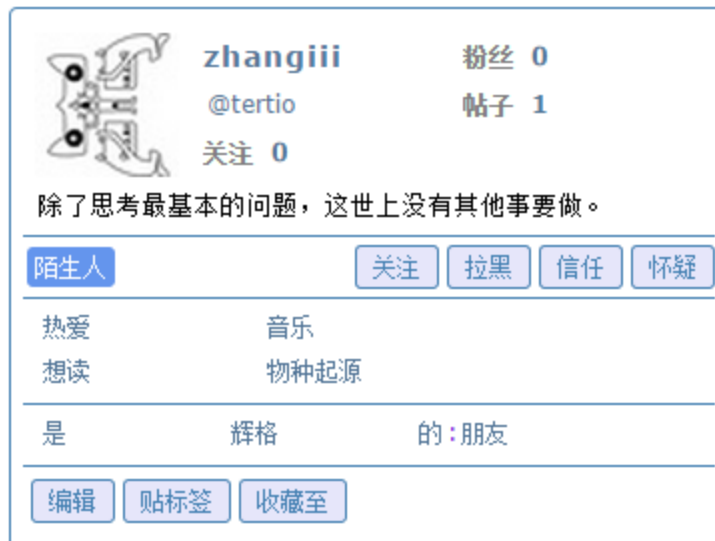 zhangiii 粉丝 0
@tertio 帖子 1
关注 0
除了思考最基本的问题，这世上没有其他事要做。
陌生人 关注 拉黑 信任 怀疑
热爱 音乐
想读 物种起源
是 辉格 的:朋友
编辑 贴标签 收藏至